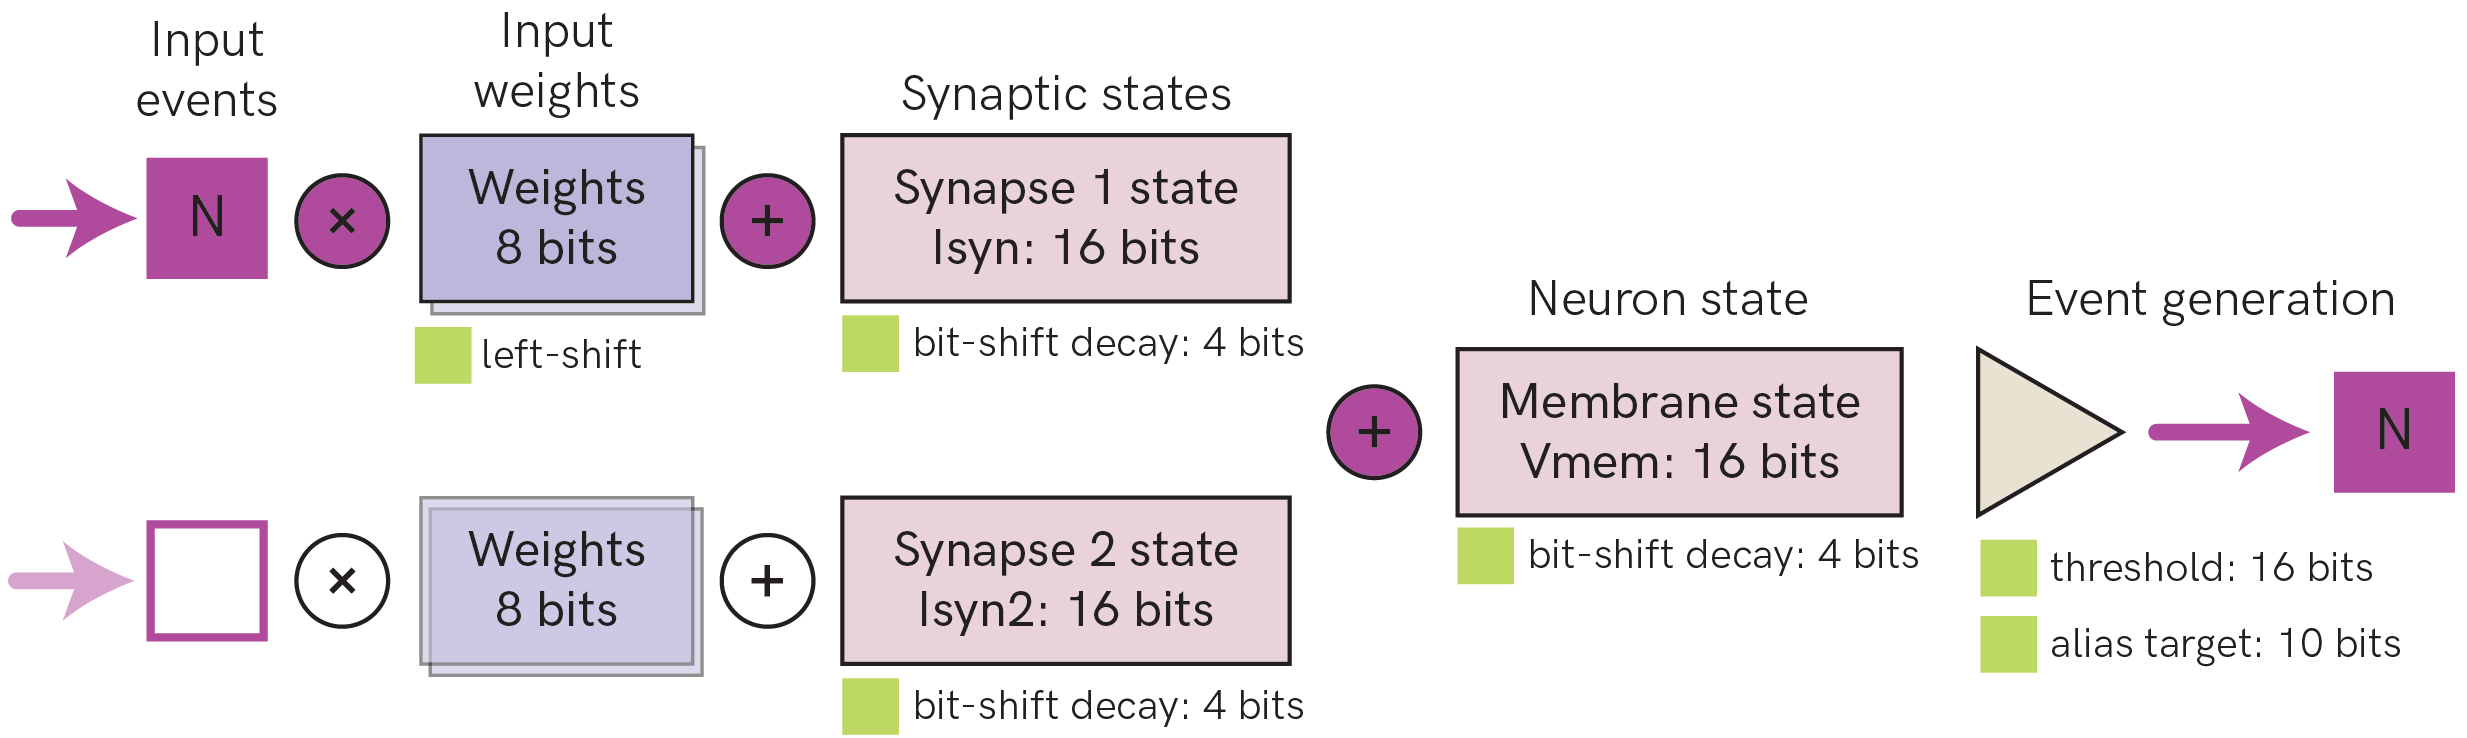 Input
events
Input
weights
Synaptic states
N
×
Weights
8 bits
+
Synapse 1 state
Isyn: 16 bits
left-shift
bit-shift decay: 4 bits
×
Weights
8 bits
+
Synapse 2 state
Isyn2: 16 bits
bit-shift decay: 4 bits
+
Neuron state
Membrane state
Vmem: 16 bits
bit-shift decay: 4 bits
Event generation
N
threshold: 16 bits
alias target: 10 bits